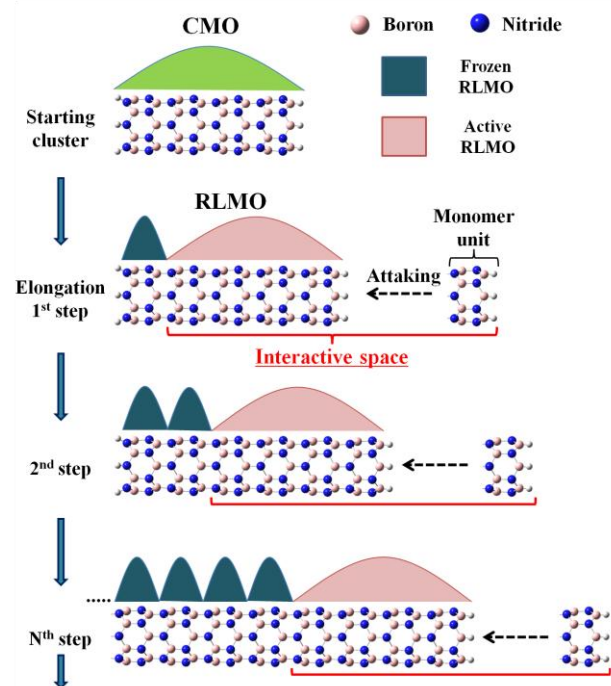 CMO
Boron
Nitride
Frozen
RLMO
Active
RLMO
Starting
cluster
RLMO
Monomer
unit
Attaking
Elongation
1st step
Interactive space
2nd step
......
Nth step